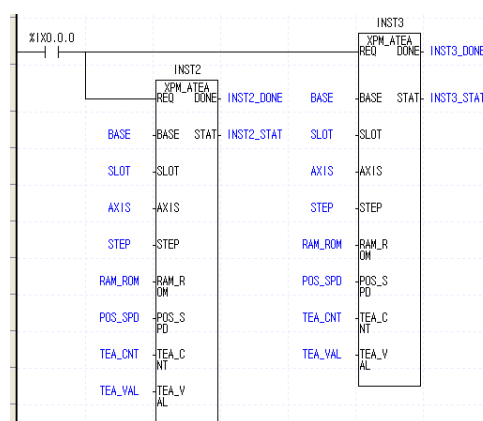 INST3
%IX0.0.0
XPM_ATEA
REQ DONE INST3_DONE
INST2
XPM_ATEA
REQ DONE INST2_DONE
BASE BASE STAT INST3_STAT
BASE BASE STAT INST2_STAT
SLOT SLOT
SLOT SLOT
AXIS AXIS
AXIS AXIS
STEP STEP
STEP STEP
RAM_ROM RAM_R
OM
RAM_ROM RAM_R
OM
POS_SPD POS_S
PD
POS_SPD POS_S
PD
TEA_CNT TEA_C
NT
TEA_CNT TEA_C
NT
TEA_VAL TEA_V
AL
TEA_VAL TEA_V
AL